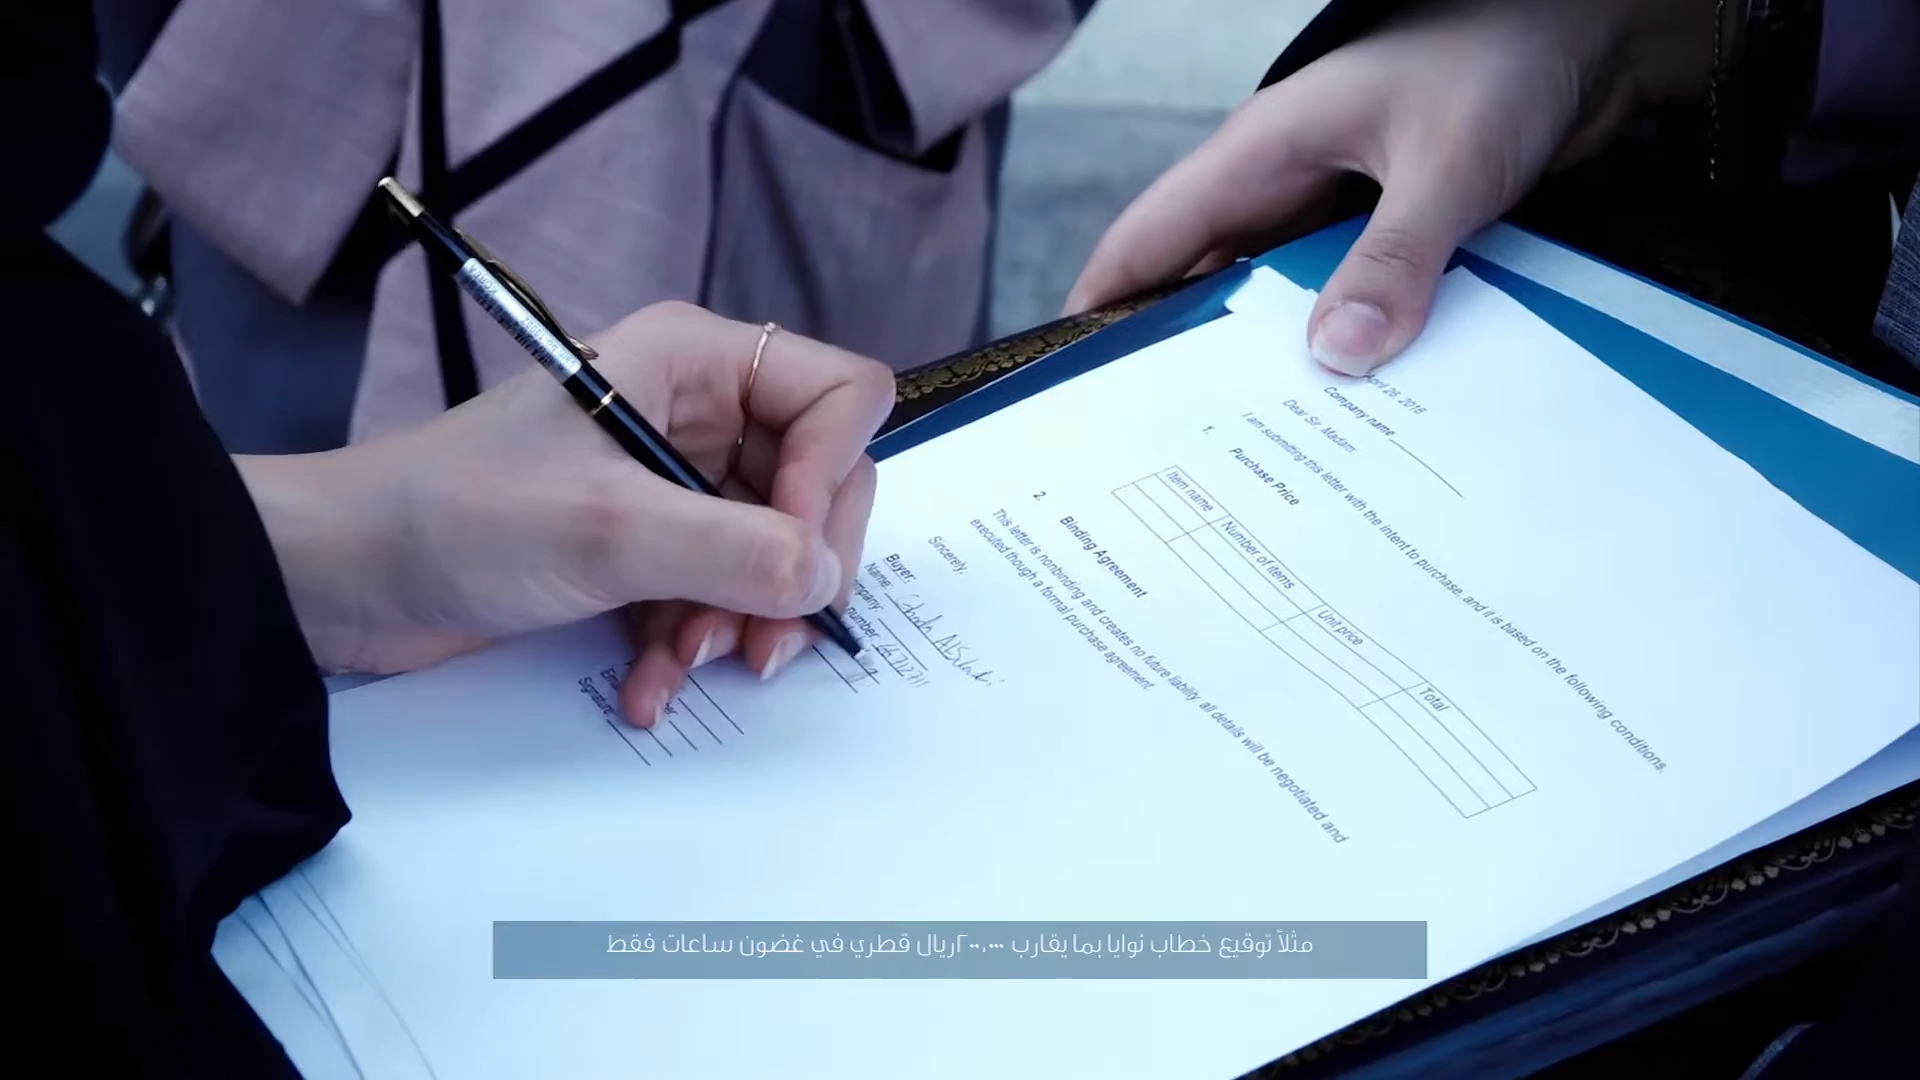 April 26, 2016
Company name
Dear Sir, Madam
I am submitting this letter with the intent to purchase, and it is based on the following conditions.
1. Purchase Price
Item name Number of items Unit price Total
2. Binding Agreement
This letter is nonbinding and creates no future liability, all details will be negotiated and
executed though a formal purchase agreement.
Sincerely,
Buyer:
Name:
number:
Signature:
مثلاً توقيع خطاب نوايا بما يقارب ٢٠٠,٠٠٠ ريال قطري في غضون ساعات فقط